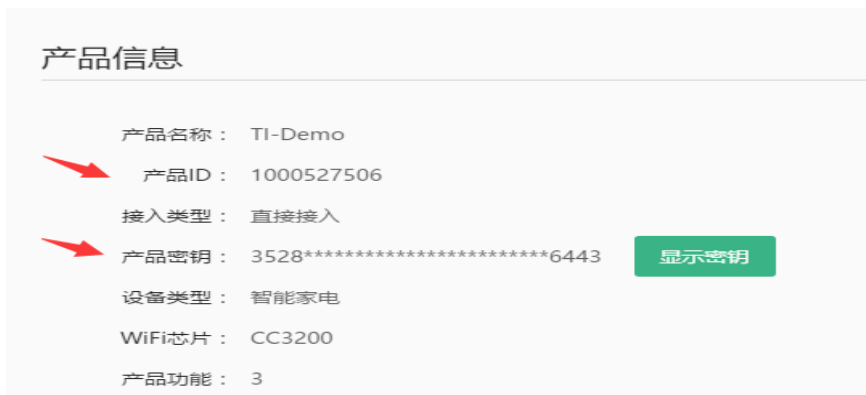 产品信息
产品名称： TI-Demo
产品ID： 1000527506
接入类型： 直接接入
产品密钥： 3528************************6443 显示密钥
设备类型： 智能家电
WiFi芯片： CC3200
产品功能： 3